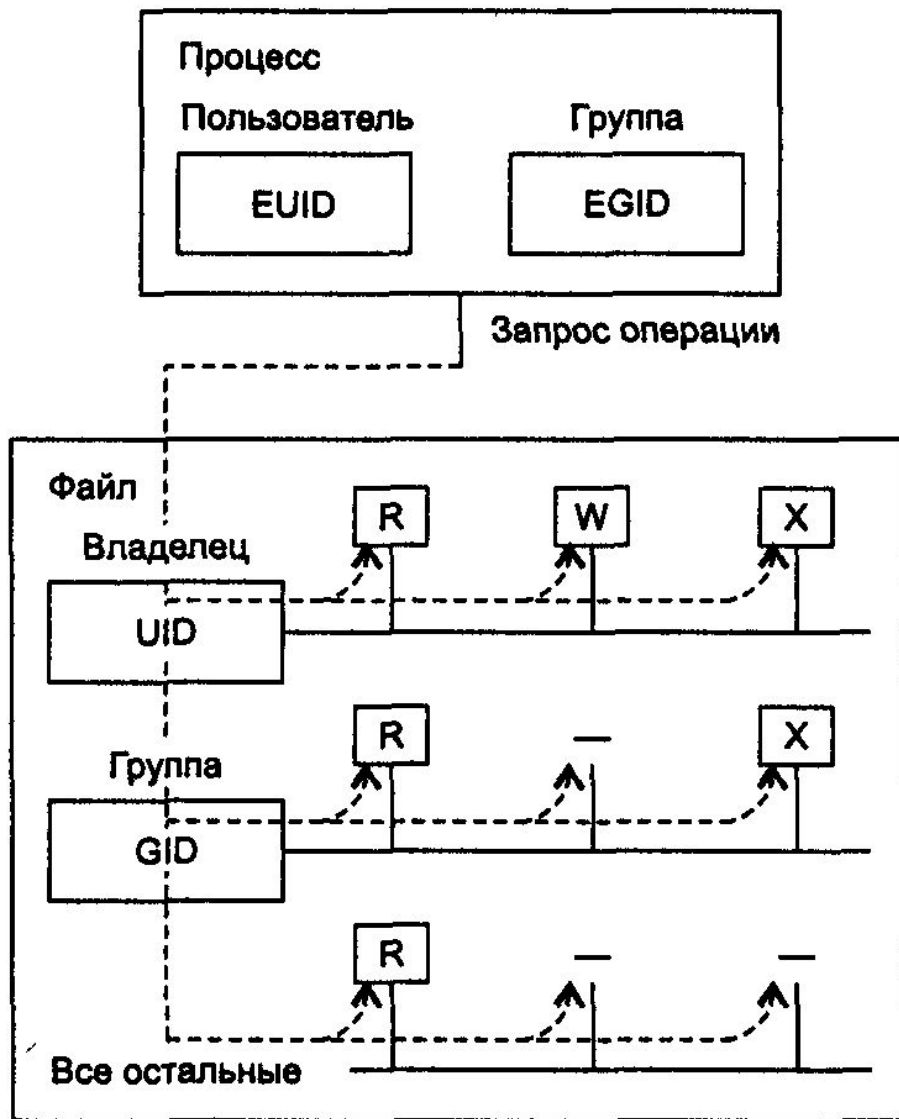 Процесс
Пользователь Группа
EUID EGID
Запрос операции
Файл
R W X
Владелец
UID
R — X
Группа
GID
R — —
Все остальные